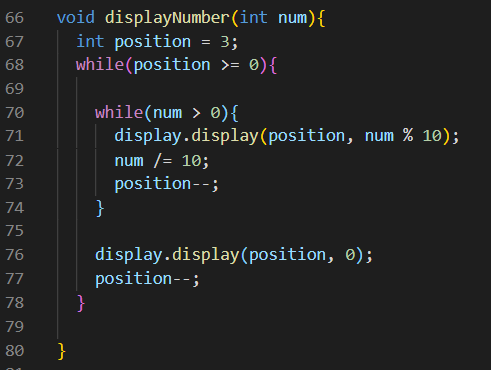 66 void displayNumber(int num){
67 int position = 3;
68 while(position >= 0){
69
70 while(num > 0){
71 display.display(position, num % 10);
72 num /= 10;
73 position--;
74 }
75
76 display.display(position, 0);
77 position--;
78 }
79
80 }